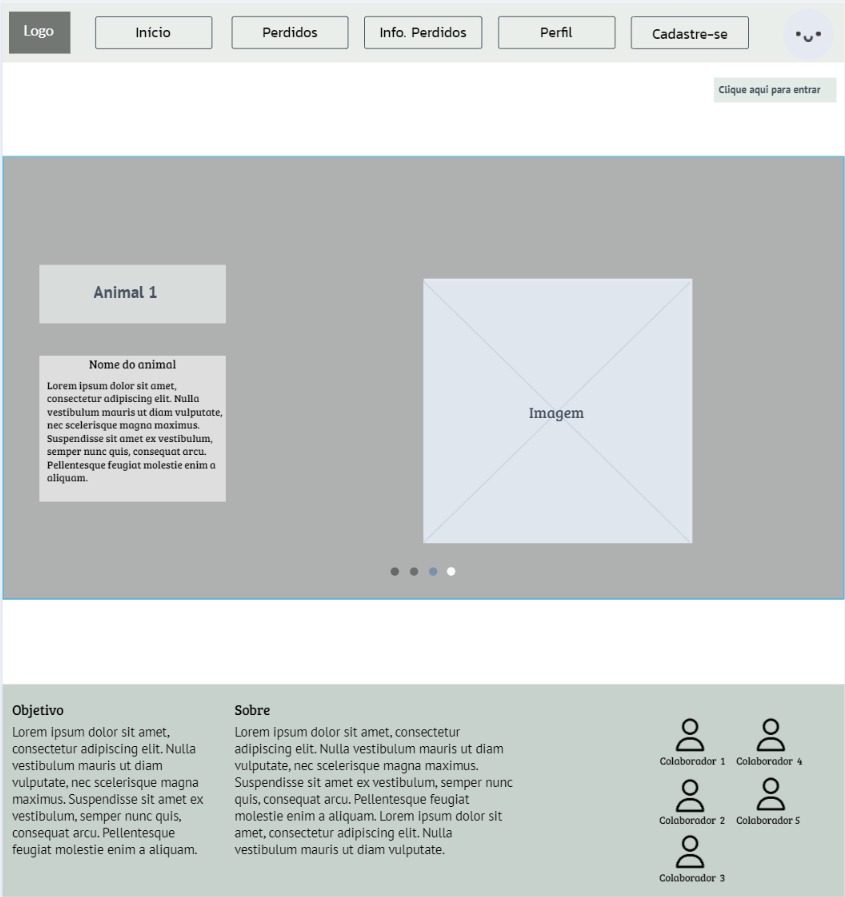 Logo
Início
Perdidos
Info. Perdidos
Perfil
Cadastre-se
Clique aqui para entrar
Animal 1
Nome do animal
Lorem ipsum dolor sit amet,
consectetur adipiscing elit. Nulla
vestibulum mauris ut diam vulputate,
nec scelerisque magna maximus.
Suspendisse sit amet ex vestibulum,
semper nunc quis, consequat arcu.
Pellentesque feugiat molestie enim a
aliquam.
Imagem
Objetivo
Lorem ipsum dolor sit amet,
consectetur adipiscing elit. Nulla
vestibulum mauris ut diam
vulputate, nec scelerisque magna
maximus. Suspendisse sit amet ex
vestibulum, semper nunc quis,
consequat arcu. Pellentesque
feugiat molestie enim a aliquam.
Sobre
Lorem ipsum dolor sit amet, consectetur
adipiscing elit. Nulla vestibulum mauris ut diam
vulputate, nec scelerisque magna maximus.
Suspendisse sit amet ex vestibulum, semper nunc
quis, consequat arcu. Pellentesque feugiat
molestie enim a aliquam. Lorem ipsum dolor sit
amet, consectetur adipiscing elit. Nulla
vestibulum mauris ut diam vulputate.
Colaborador 1
Colaborador 4
Colaborador 2
Colaborador 5
Colaborador 3